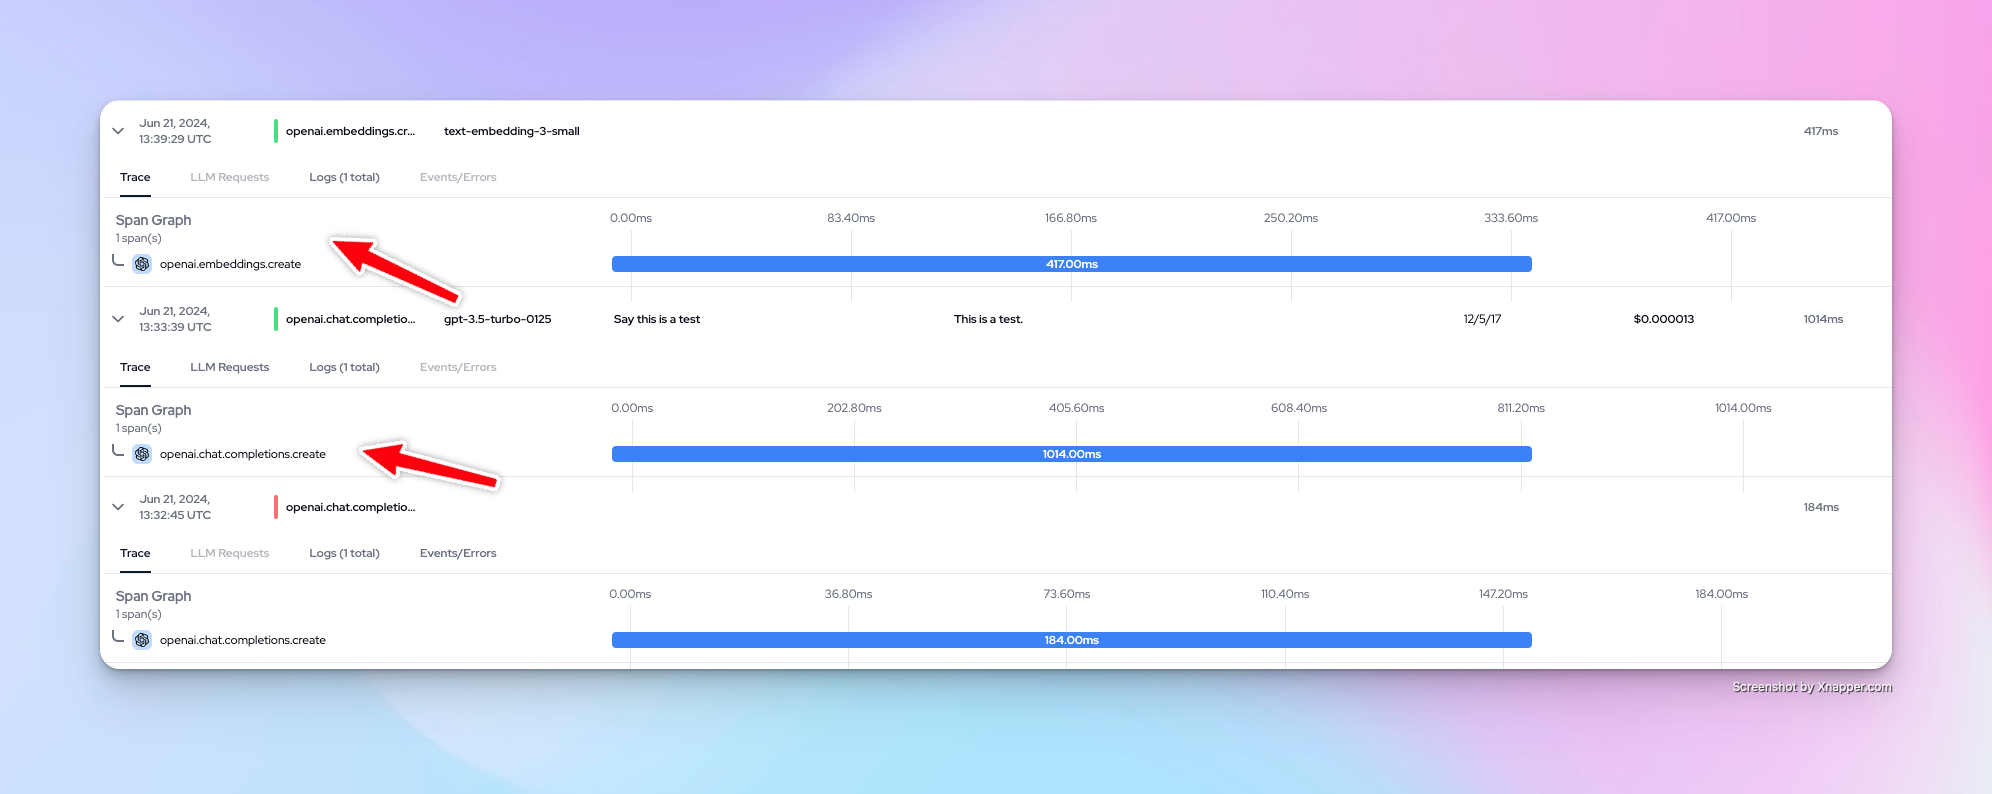 Jun 21, 2024,
13:39:29 UTC
openai.embeddings.cr...
text-embedding-3-small
417ms
Trace
LLM Requests
Logs (1 total)
Events/Errors
Span Graph
1 span(s)
0.00ms
83.40ms
166.80ms
250.20ms
333.60ms
417.00ms
openai.embeddings.create
417.00ms
Jun 21, 2024,
13:33:39 UTC
openai.chat.completio...
gpt-3.5-turbo-0125
Say this is a test
This is a test.
12/5/17
$0.000013
1014ms
Trace
LLM Requests
Logs (1 total)
Events/Errors
Span Graph
1 span(s)
0.00ms
202.80ms
405.60ms
608.40ms
811.20ms
1014.00ms
openai.chat.completions.create
1014.00ms
Jun 21, 2024,
13:32:45 UTC
openai.chat.completio...
184ms
Trace
LLM Requests
Logs (1 total)
Events/Errors
Span Graph
1 span(s)
0.00ms
36.80ms
73.60ms
110.40ms
147.20ms
184.00ms
openai.chat.completions.create
184.00ms
Screenshot by Xnapper.com